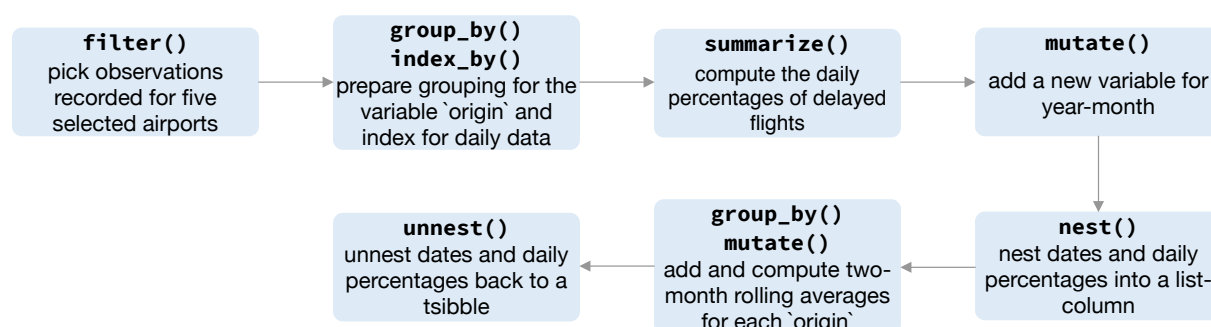 filter()
pick observations
recorded for five
selected airports
group_by()
index_by()
prepare grouping for the
variable `origin` and
index for daily data
summarize()
compute the daily
percentages of delayed
flights
mutate()
add a new variable for
year-month
nest()
nest dates and daily
percentages into a list-
column
group_by()
mutate()
add and compute two-
month rolling averages
for each `origin`
unnest()
unnest dates and daily
percentages back to a
tsibble